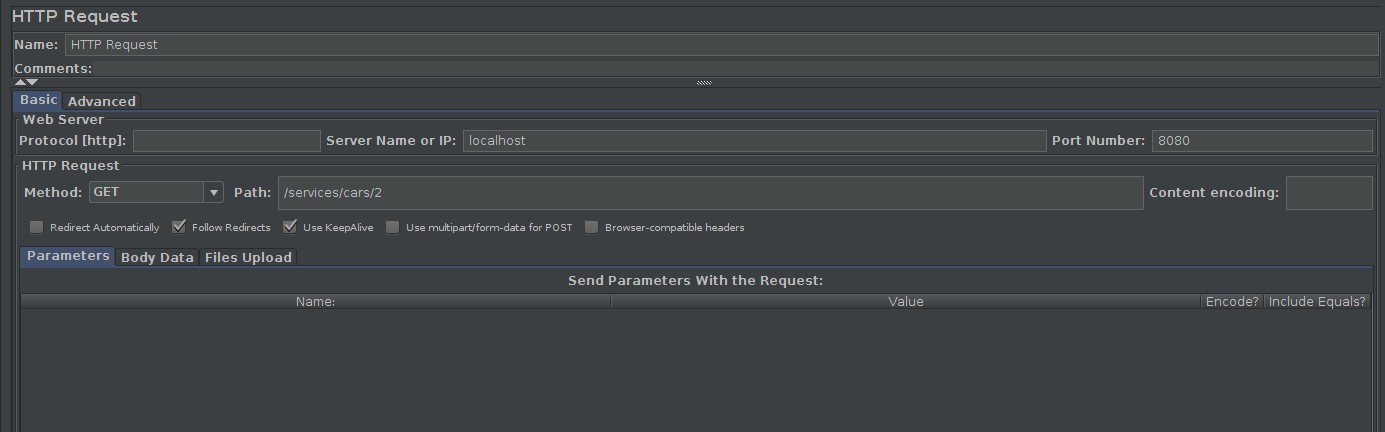 HTTP Request
Name: HTTP Request
Comments:
Basic Advanced
Web Server
Protocol [http]: Server Name or IP: localhost Port Number: 8080
HTTP Request
Method: GET Path: /services/cars/2 Content encoding:
Redirect Automatically Follow Redirects Use KeepAlive Use multipart/form-data for POST Browser-compatible headers
Parameters Body Data Files Upload
Send Parameters With the Request:
Name: Value Encode? Include Equals?